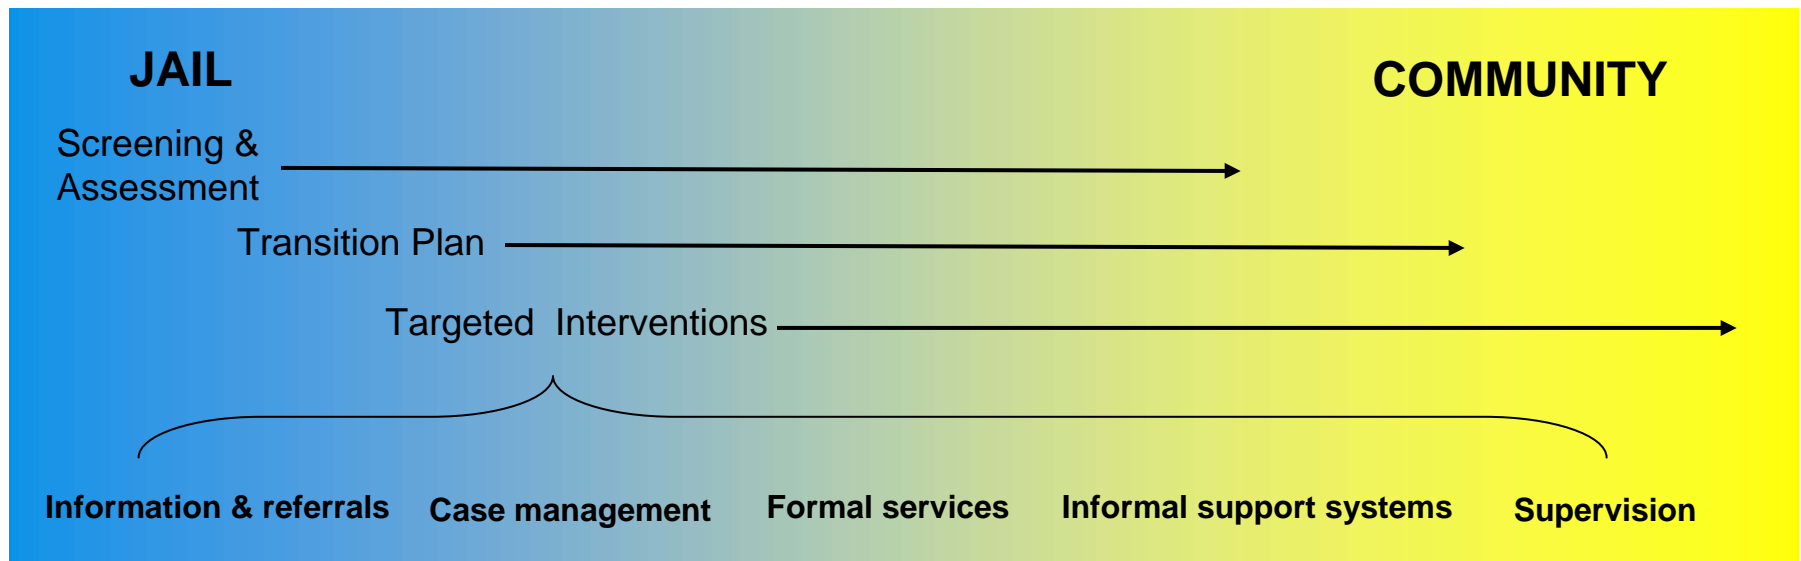 JAIL
COMMUNITY
Screening &
Assessment
Transition Plan
Targeted Interventions
Information & referrals
Case management
Formal services
Informal support systems
Supervision